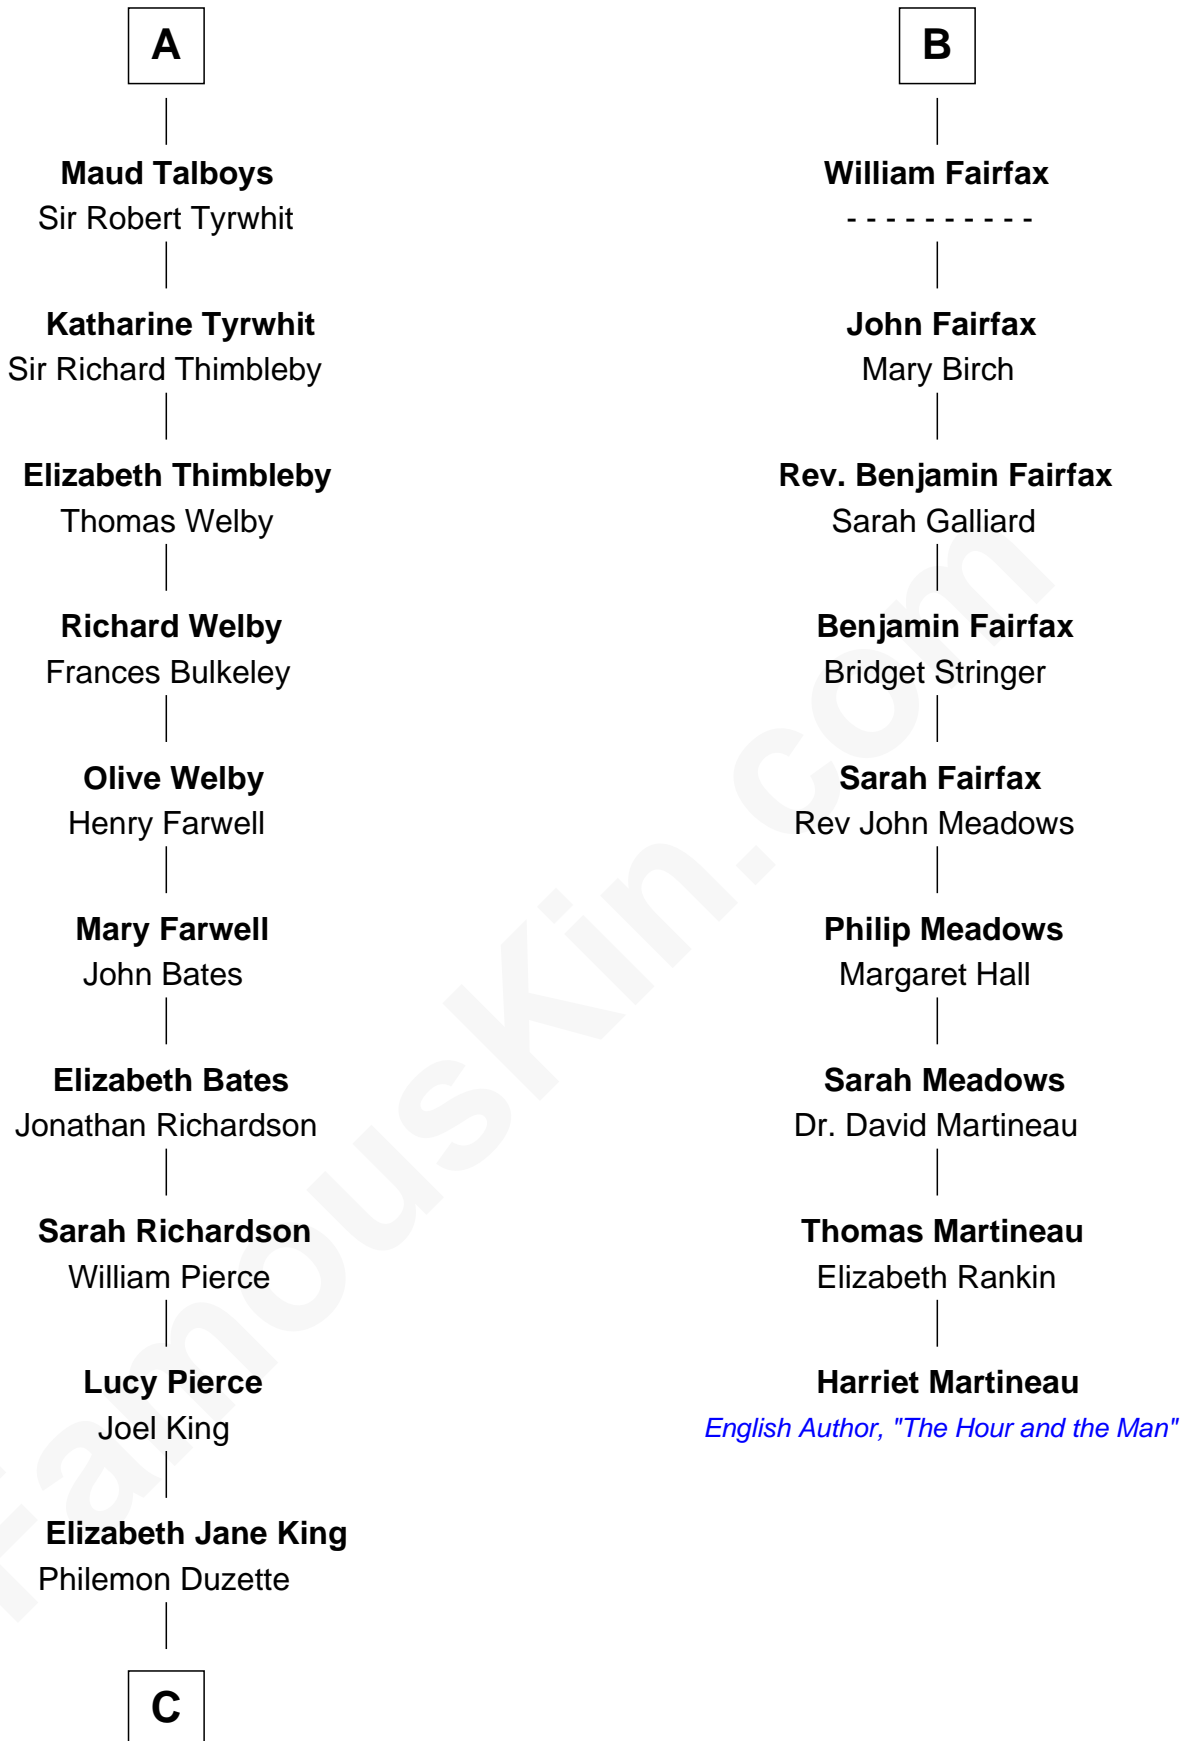 A
Maud Talboys
Sir Robert Tyrwhit
Katharine Tyrwhit
Sir Richard Thimbleby
Elizabeth Thimbleby
Thomas Welby
Richard Welby
Frances Bulkeley
Olive Welby
Henry Farwell
Mary Farwell
John Bates
Elizabeth Bates
Jonathan Richardson
Sarah Richardson
William Pierce
Lucy Pierce
Joel King
Elizabeth Jane King
Philemon Duzette
C
B
William Fairfax
- - - - - - - - - -
John Fairfax
Mary Birch
Rev. Benjamin Fairfax
Sarah Galliard
Benjamin Fairfax
Bridget Stringer
Sarah Fairfax
Rev John Meadows
Philip Meadows
Margaret Hall
Sarah Meadows
Dr. David Martineau
Thomas Martineau
Elizabeth Rankin
Harriet Martineau
English Author, "The Hour and the Man"
FamousKin.com